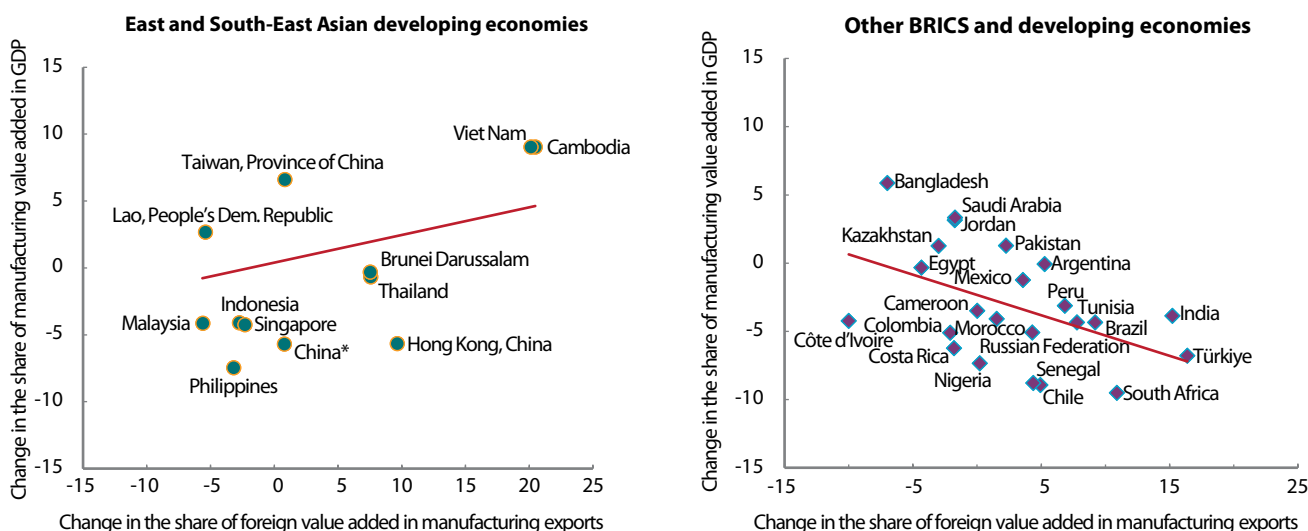 East and South-East Asian developing economies
Change in the share of manufacturing value added in GDP
15
10
5
0
-5
-10
-15
Viet Nam
Cambodia
Taiwan, Province of China
Lao, People's Dem. Republic
Brunei Darussalam
Thailand
Indonesia
Malaysia
Singapore
China*
Hong Kong, China
Philippines
-15
-5
0
5
10
15
20
25
Change in the share of foreign value added in manufacturing exports
Other BRICS and developing economies
Change in the share of manufacturing value added in GDP
15
10
5
0
-5
-10
-15
Bangladesh
Saudi Arabia
Jordan
Kazakhstan
Pakistan
Egypt
Argentina
Mexico
Peru
Cameroon
Tunisia
India
Colombia
Morocco
Brazil
Côte d'Ivoire
Russian Federation
Costa Rica
Türkiye
Senegal
Nigeria
Chile
South Africa
-15
-5
5
15
25
Change in the share of foreign value added in manufacturing exports